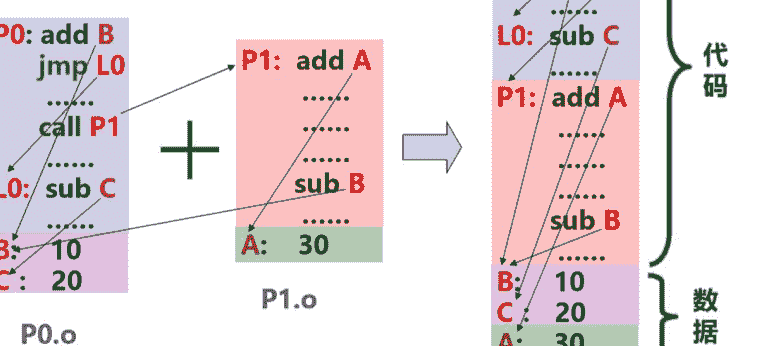 P0: add B
jmp L0
......
call P1
......
L0: sub C
......
B: 10
C : 20
P0.o
P1: add A
......
......
......
sub B
......
A: 30
P1.o
......
L0: sub C
......
P1: add A
......
......
......
sub B
......
B: 10
C : 20
A: 30
代码
数据